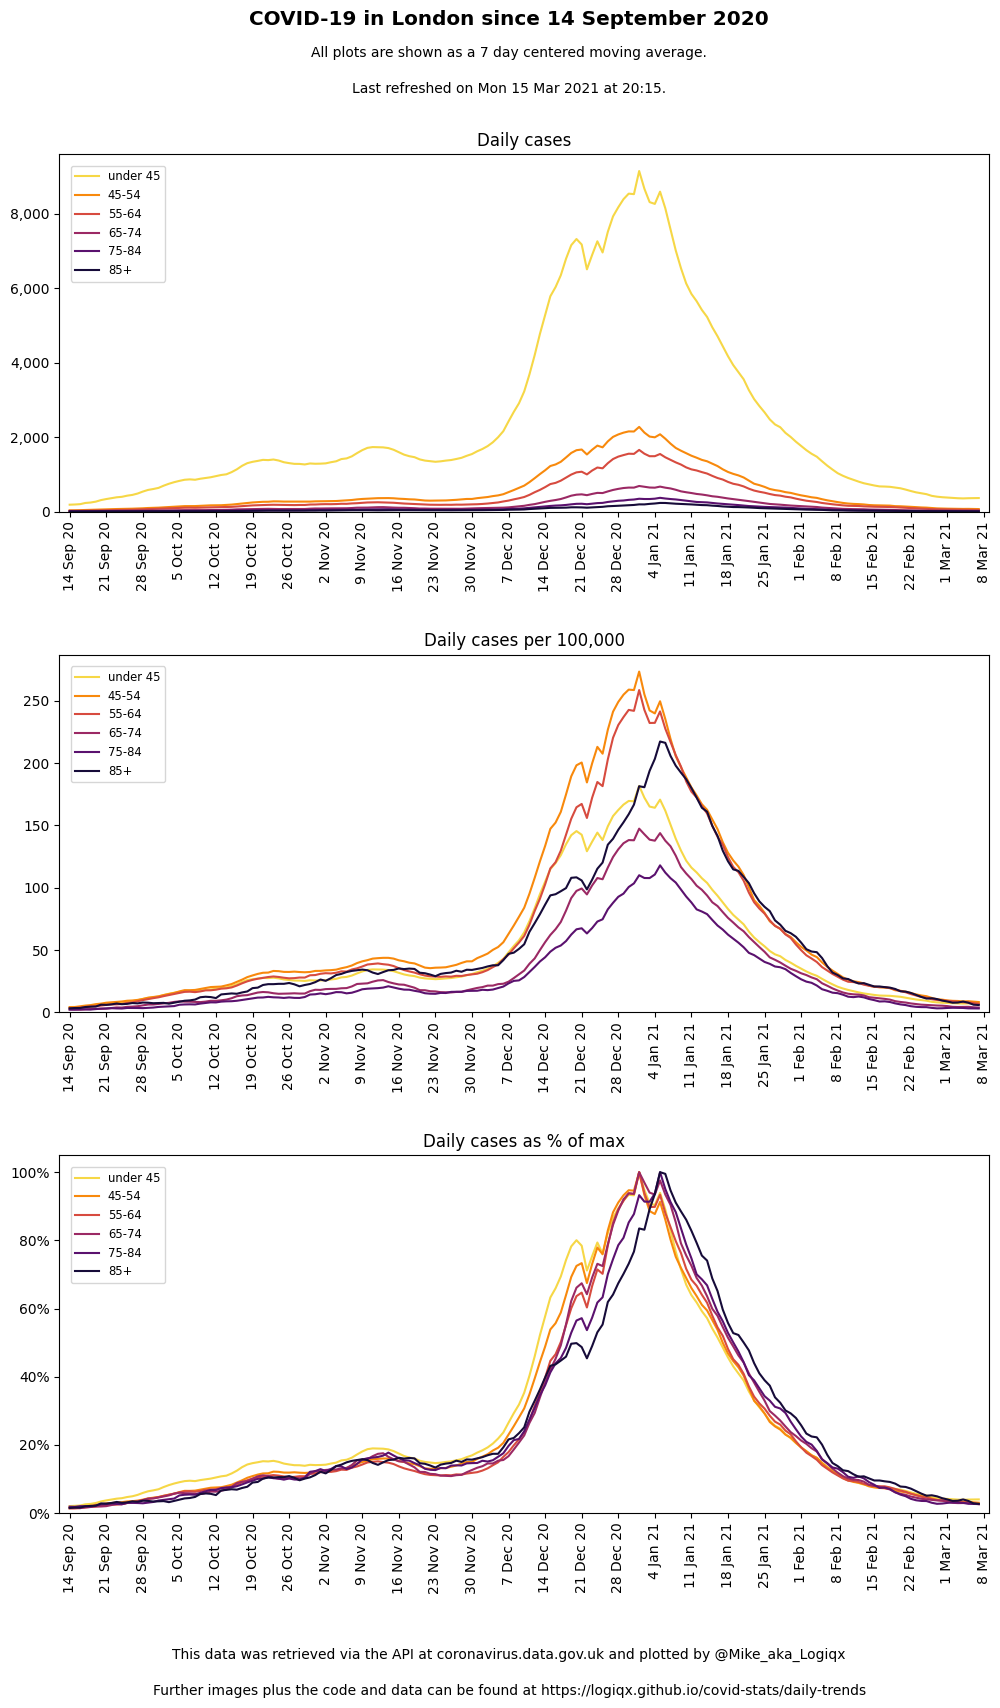 COVID-19 in London since 14 September 2020
All plots are shown as a 7 day centered moving average.
Last refreshed on Mon 15 Mar 2021 at 20:15.
Daily cases
under 45
45-54
55-64
65-74
75-84
85+
8,000
6,000
4,000
2,000
0
14 Sep 20
21 Sep 20
28 Sep 20
5 Oct 20
12 Oct 20
19 Oct 20
26 Oct 20
2 Nov 20
9 Nov 20
16 Nov 20
23 Nov 20
30 Nov 20
7 Dec 20
14 Dec 20
21 Dec 20
28 Dec 20
4 Jan 21
11 Jan 21
18 Jan 21
25 Jan 21
1 Feb 21
8 Feb 21
15 Feb 21
22 Feb 21
1 Mar 21
8 Mar 21
Daily cases per 100,000
under 45
45-54
55-64
65-74
75-84
85+
250
200
150
100
50
0
14 Sep 20
21 Sep 20
28 Sep 20
5 Oct 20
12 Oct 20
19 Oct 20
26 Oct 20
2 Nov 20
9 Nov 20
16 Nov 20
23 Nov 20
30 Nov 20
7 Dec 20
14 Dec 20
21 Dec 20
28 Dec 20
4 Jan 21
11 Jan 21
18 Jan 21
25 Jan 21
1 Feb 21
8 Feb 21
15 Feb 21
22 Feb 21
1 Mar 21
8 Mar 21
Daily cases as % of max
under 45
45-54
55-64
65-74
75-84
85+
100%
80%
60%
40%
20%
0%
14 Sep 20
21 Sep 20
28 Sep 20
5 Oct 20
12 Oct 20
19 Oct 20
26 Oct 20
2 Nov 20
9 Nov 20
16 Nov 20
23 Nov 20
30 Nov 20
7 Dec 20
14 Dec 20
21 Dec 20
28 Dec 20
4 Jan 21
11 Jan 21
18 Jan 21
25 Jan 21
1 Feb 21
8 Feb 21
15 Feb 21
22 Feb 21
1 Mar 21
8 Mar 21
This data was retrieved via the API at coronavirus.data.gov.uk and plotted by @Mike_aka_Logiqx
Further images plus the code and data can be found at https://logiqx.github.io/covid-stats/daily-trends